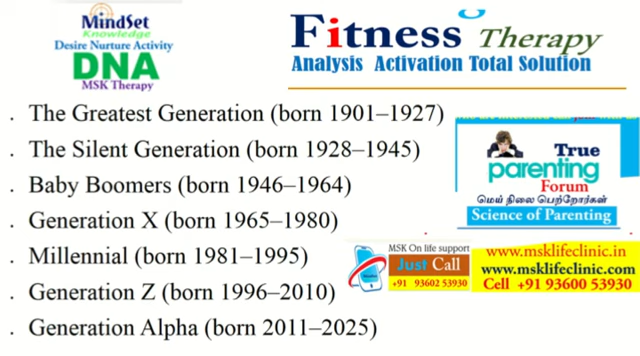 MindSet
Knowledge
Desire Nurture Activity
DNA
MSK Therapy
Fitness Therapy
Analysis Activation Total Solution
. The Greatest Generation (born 1901–1927)
. The Silent Generation (born 1928–1945)
. Baby Boomers (born 1946–1964)
. Generation X (born 1965–1980)
. Millennial (born 1981–1995)
. Generation Z (born 1996–2010)
. Generation Alpha (born 2011–2025)
True
parenting
Forum
மெய் நிலை பெற்றோர்கள்
Science of Parenting
MSK On life support
Just Call
+91 93602 53930
www.msklifeclinic.in
www.msklifeclinic.com
Cell +91 93600 53930